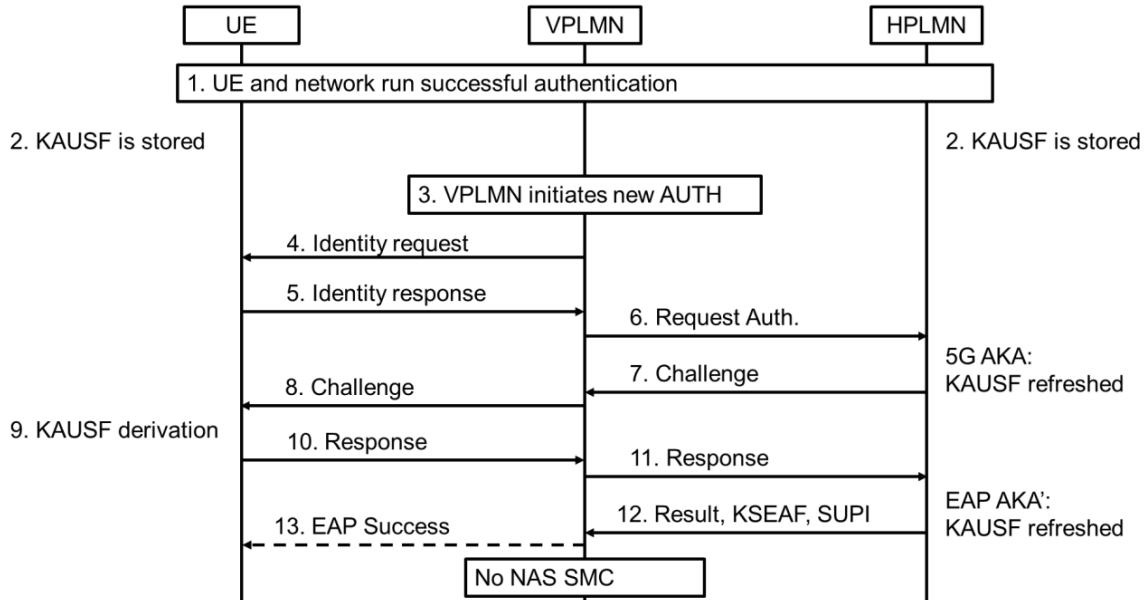 UE
VPLMN
HPLMN
1. UE and network run successful authentication
2. KAUSF is stored
2. KAUSF is stored
3. VPLMN initiates new AUTH
4. Identity request
5. Identity response
6. Request Auth.
5G AKA:
KAUSF refreshed
7. Challenge
8. Challenge
9. KAUSF derivation
10. Response
11. Response
EAP AKA’:
KAUSF refreshed
12. Result, KSEAF, SUPI
13. EAP Success
No NAS SMC